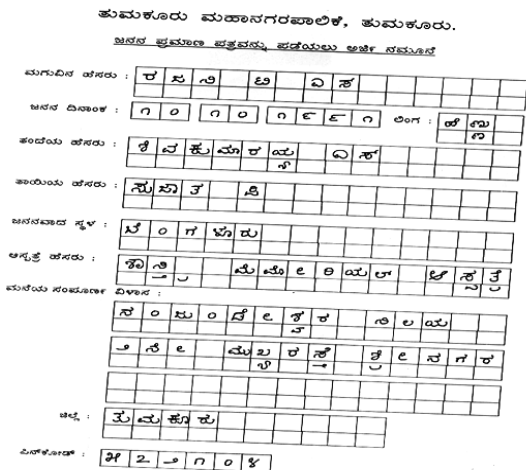 ತುಮಕೂರು ಮಹಾನಗರಪಾಲಿಕೆ, ತುಮಕೂರು.
ಜನನ ಪ್ರಮಾಣ ಪತ್ರವನ್ನು ಪಡೆಯಲು ಅರ್ಜಿ ನಮೂನೆ
ಮಗುವಿನ ಹೆಸರು : ರಜನಿ ಎಸ
ಜನನ ದಿನಾಂಕ : ೧೦ ೧೦ ೧೯೯೧ ಲಿಂಗ : ಹೆಣ್ಣು
ತಂದೆಯ ಹೆಸರು : ಶಿವಕುಮಾರಯ್ಯ ಎಸ್
ತಾಯಿಯ ಹೆಸರು : ಸುಜಾತ ಪಿ
ಜನನವಾದ ಸ್ಥಳ : ಬೆಂಗಳೂರು
ಆಸ್ಪತ್ರೆ ಹೆಸರು : ಮೆಮೋರಿಯಲ್ ಆಸ್ಪತ್ರೆ
ಮನೆಯ ಸಂಪೂರ್ಣ ವಿಳಾಸ :
ನಂಜುಂಡೇಶ್ವರ ನಿಲಯ
೨ನೇ ಮುಖ್ಯರಸ್ತೆ ಶ್ರೀನಗರ
ಜಿಲ್ಲೆ : ತುಮಕೂರು
ಪಿನ್‌ಕೋಡ್ : ೫೭೨೧೦೪